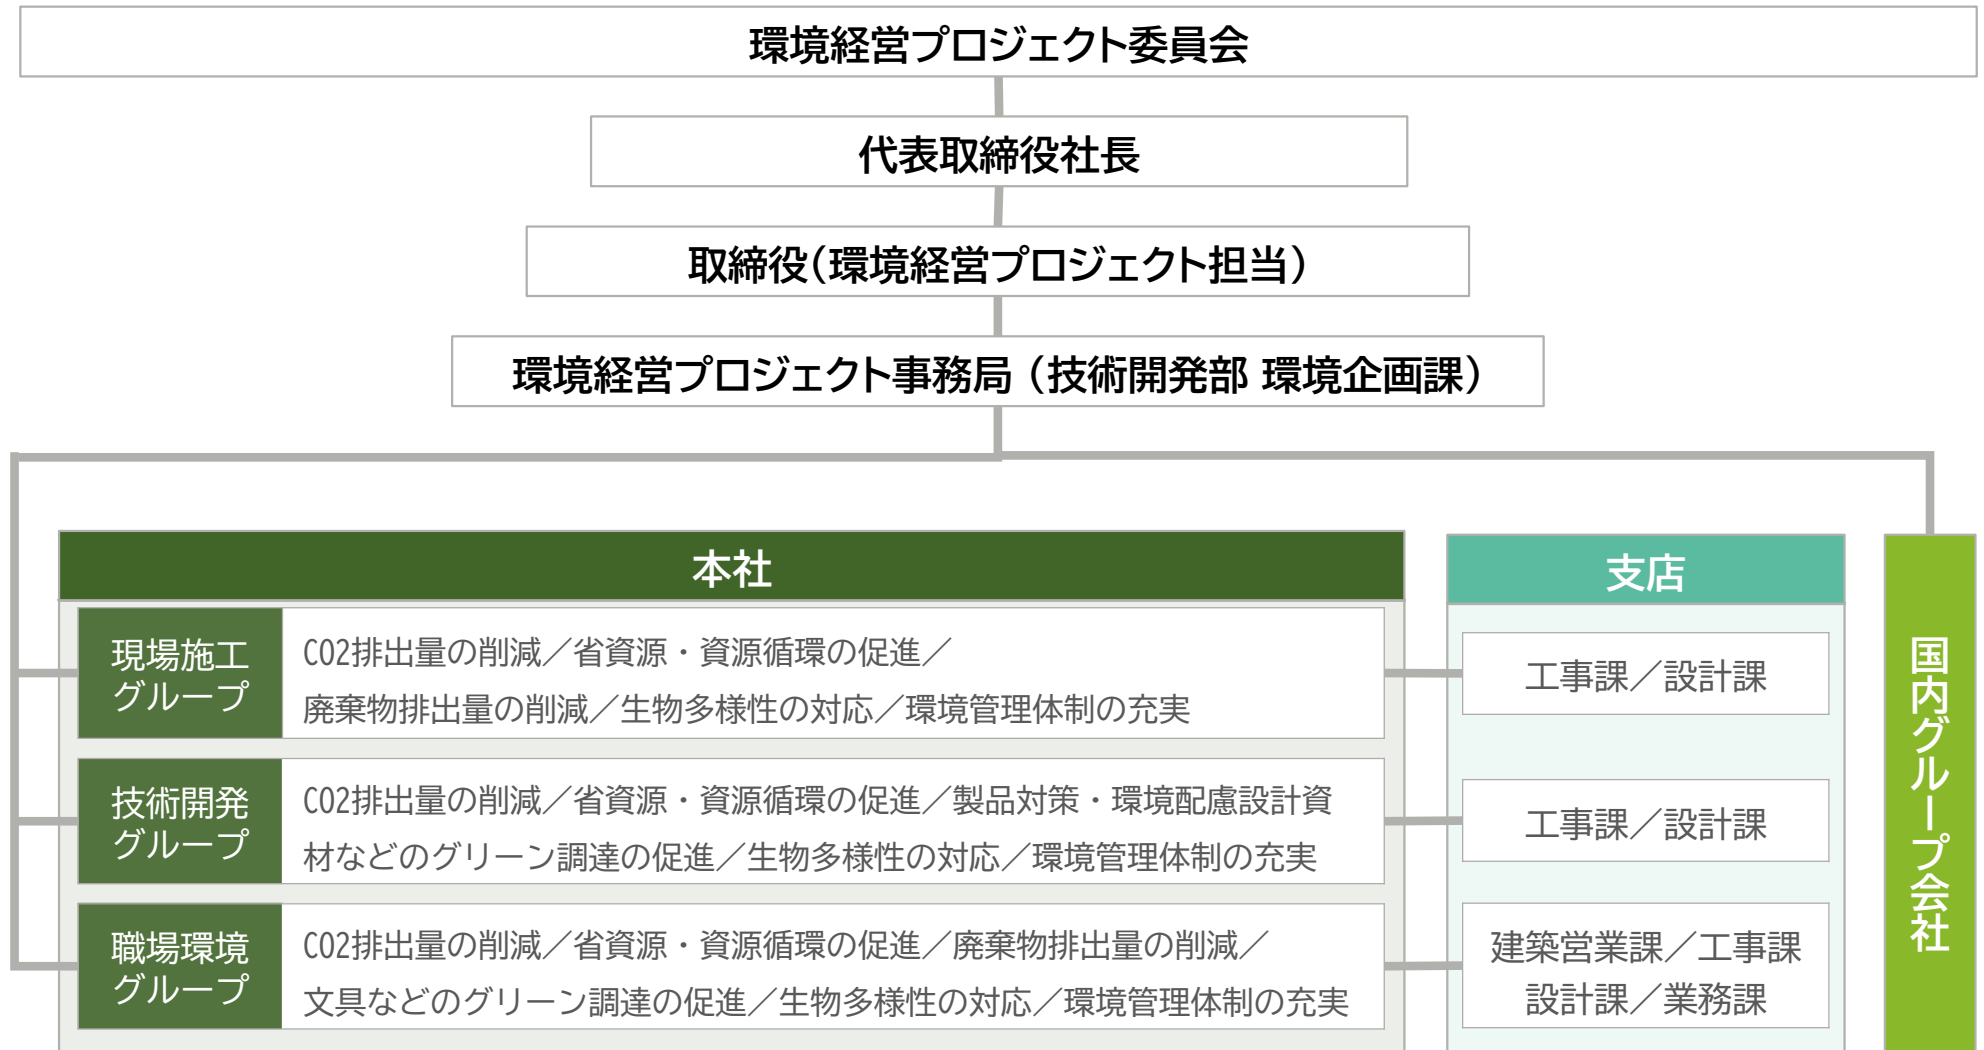 環境経営プロジェクト委員会
代表取締役社長
取締役（環境経営プロジェクト担当）
環境経営プロジェクト事務局（技術開発部 環境企画課）
本社
現場施工
グループ
CO2排出量の削減／省資源・資源循環の促進／
廃棄物排出量の削減／生物多様性の対応／環境管理体制の充実
技術開発
グループ
CO2排出量の削減／省資源・資源循環の促進／製品対策・環境配慮設計資
材などのグリーン調達の促進／生物多様性の対応／環境管理体制の充実
職場環境
グループ
CO2排出量の削減／省資源・資源循環の促進／廃棄物排出量の削減／
文具などのグリーン調達の促進／生物多様性の対応／環境管理体制の充実
支店
工事課／設計課
工事課／設計課
建築営業課／工事課
設計課／業務課
国内グループ会社